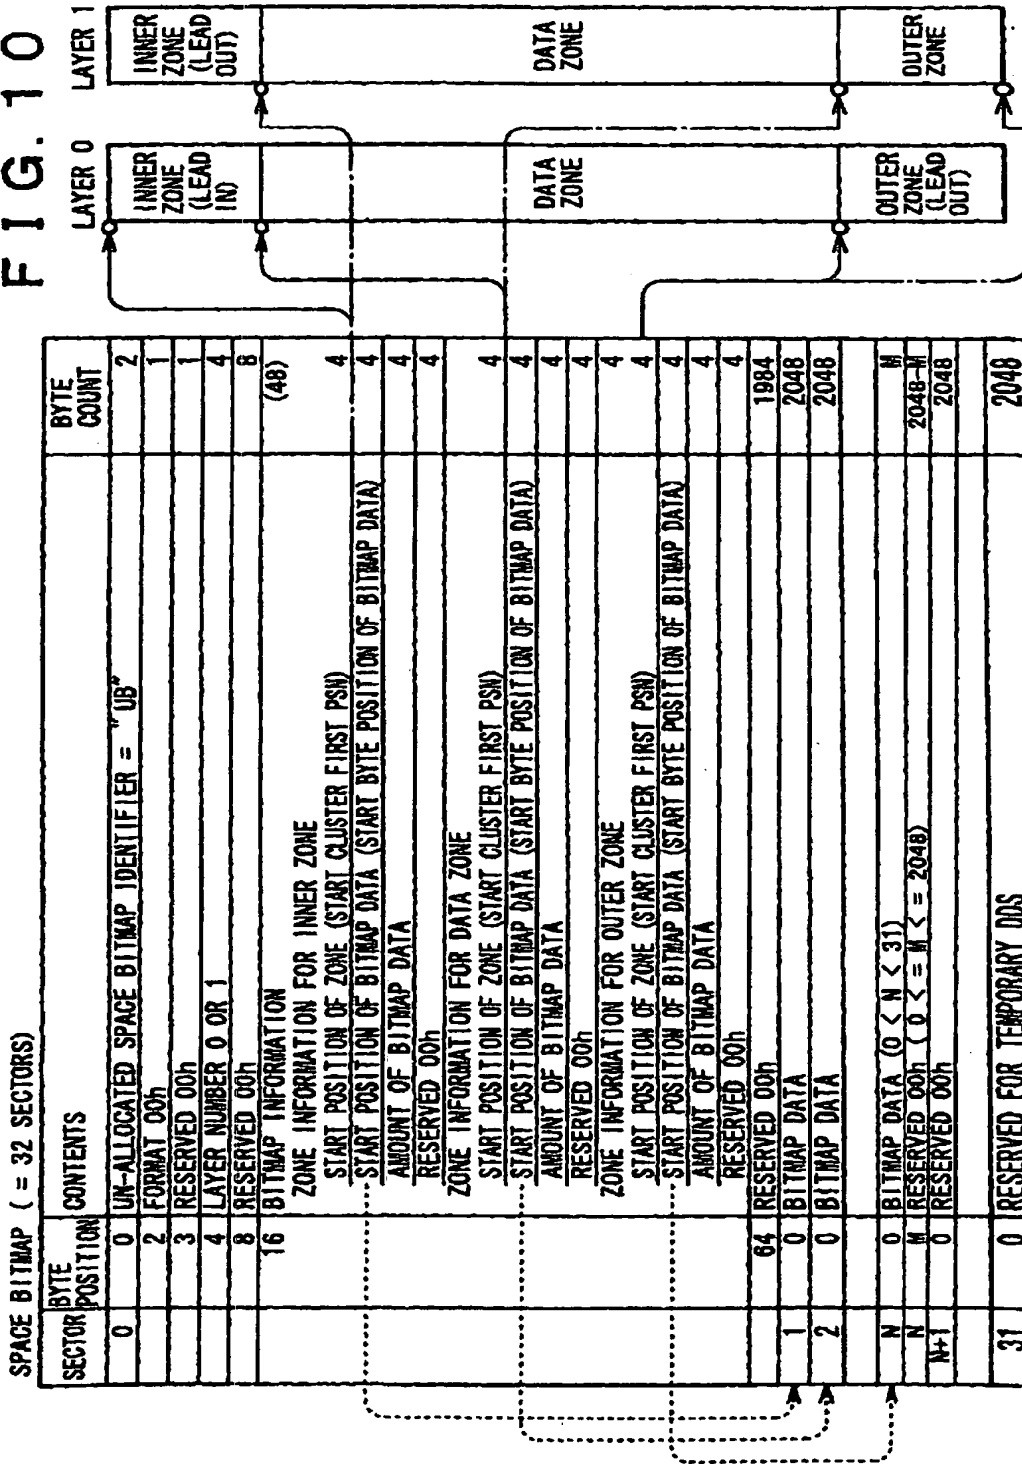 FIG. 10
SPACE BITMAP (= 32 SECTORS)
SECTOR BYTE POSITION CONTENTS BYTE COUNT
0 0 UN-ALLOCATED SPACE BITMAP IDENTIFIER = "UB" 2
2 FORMAT 00h 1
3 RESERVED 00h 1
4 LAYER NUMBER 0 OR 1 4
8 RESERVED 00h 8
16 BITMAP INFORMATION (48)
ZONE INFORMATION FOR INNER ZONE
START POSITION OF ZONE (START CLUSTER FIRST PSN) 4
START POSITION OF BITMAP DATA (START BYTE POSITION OF BITMAP DATA) 4
AMOUNT OF BITMAP DATA 4
RESERVED 00h 4
ZONE INFORMATION FOR DATA ZONE
START POSITION OF ZONE (START CLUSTER FIRST PSN) 4
START POSITION OF BITMAP DATA (START BYTE POSITION OF BITMAP DATA) 4
AMOUNT OF BITMAP DATA 4
RESERVED 00h 4
ZONE INFORMATION FOR OUTER ZONE 4
START POSITION OF ZONE (START CLUSTER FIRST PSN) 4
START POSITION OF BITMAP DATA (START BYTE POSITION OF BITMAP DATA) 4
AMOUNT OF BITMAP DATA 4
RESERVED 00h 4
64 RESERVED 00h 1984
1 0 BITMAP DATA 2048
2 0 BITMAP DATA 2048
N 0 BITMAP DATA (0 < N < 31) M
N M RESERVED 00h (0 < = M < = 2048) 2048-M
N+1 0 RESERVED 00h 2048
31 0 RESERVED FOR TEMPORARY DDS 2048
LAYER 0
INNER
ZONE
(LEAD
IN)
DATA
ZONE
OUTER
ZONE
(LEAD
OUT)
LAYER 1
INNER
ZONE
(LEAD
OUT)
DATA
ZONE
OUTER
ZONE